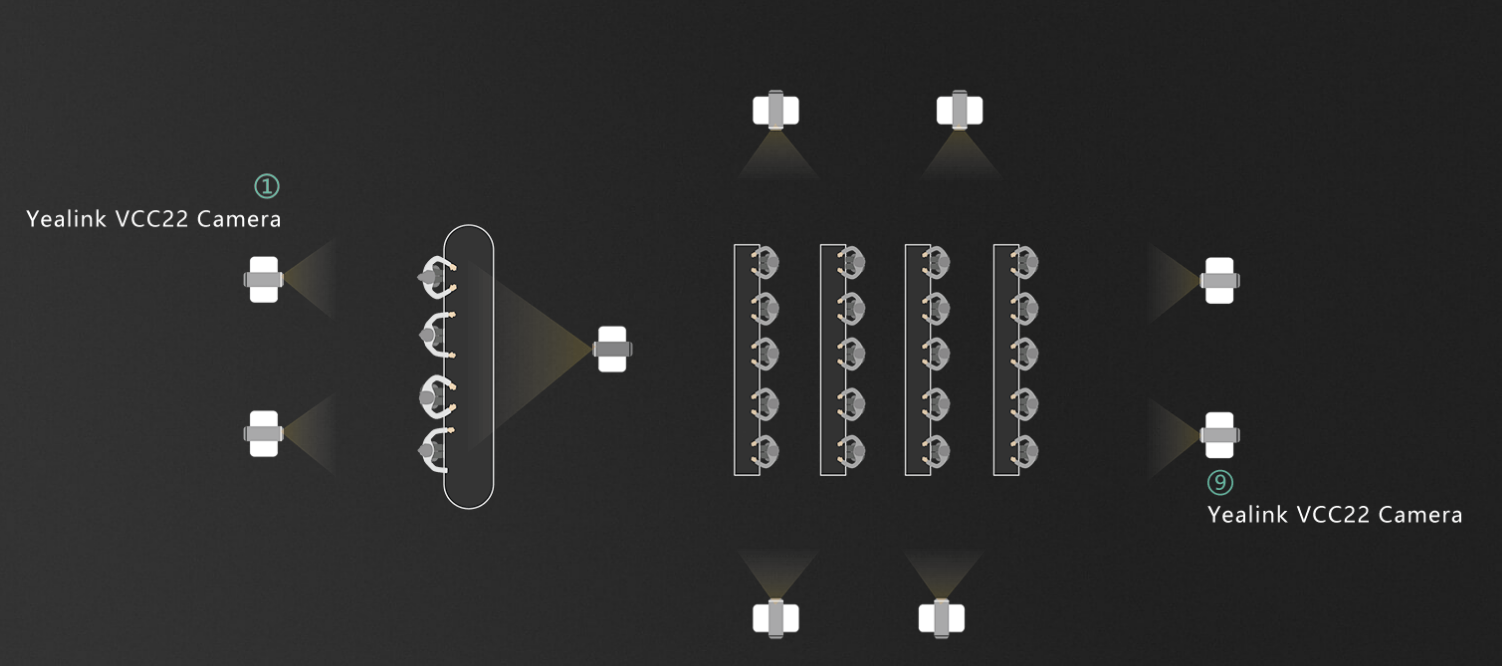 ①
Yealink VCC22 Camera
⑨
Yealink VCC22 Camera